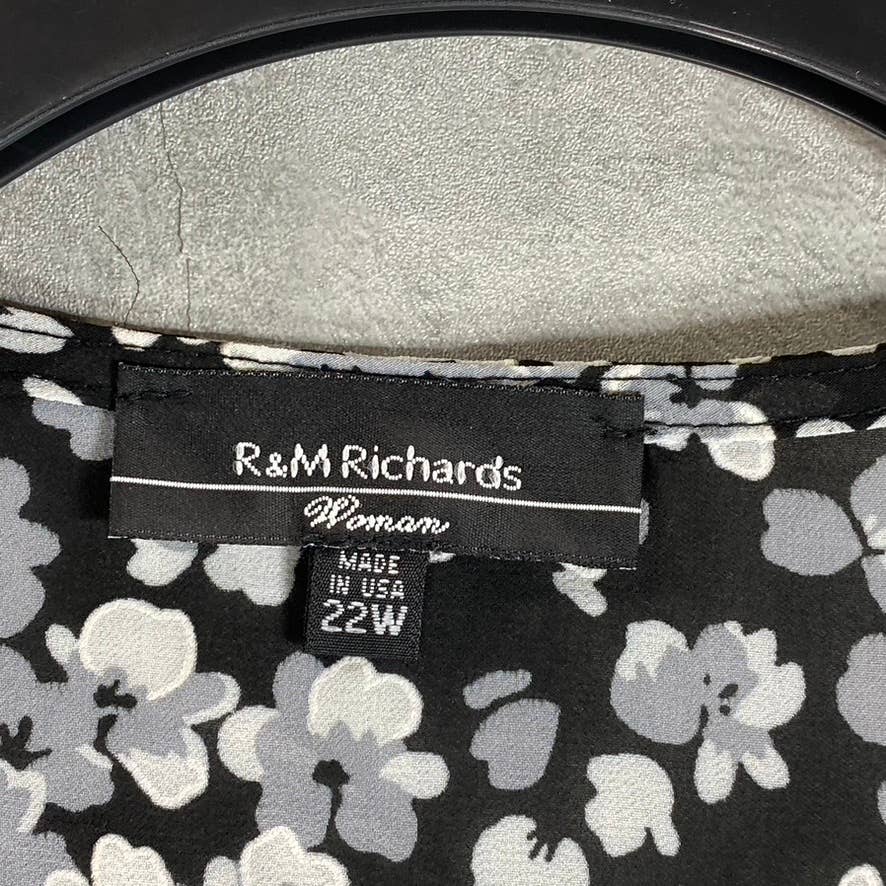 R&M Richards
Woman
MADE
IN USA
22W